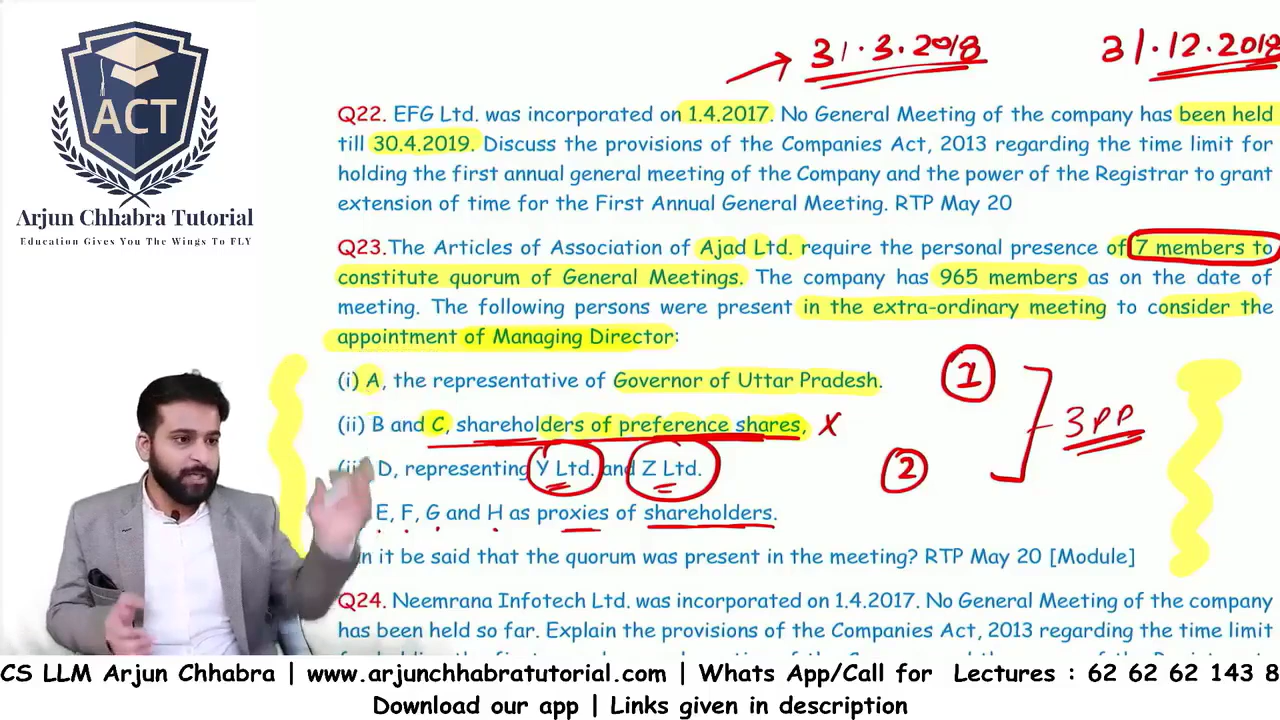 31.3.2018
31.12.2018
ACT
Arjun Chhabra Tutorial
Education Gives You The Wings To FLY
Q22. EFG Ltd. was incorporated on 1.4.2017. No General Meeting of the company has been held
till 30.4.2019. Discuss the provisions of the Companies Act, 2013 regarding the time limit for
holding the first annual general meeting of the Company and the power of the Registrar to grant
extension of time for the First Annual General Meeting. RTP May 20
Q23.The Articles of Association of Ajad Ltd. require the personal presence of 7 members to
constitute quorum of General Meetings. The company has 965 members as on the date of
meeting. The following persons were present in the extra-ordinary meeting to consider the
appointment of Managing Director:
(i) A, the representative of Governor of Uttar Pradesh.
1
(ii) B and C, shareholders of preference shares, X
3 PP
D, representing Y Ltd. and Z Ltd.
2
E, F, G and H as proxies of shareholders.
it be said that the quorum was present in the meeting? RTP May 20 [Module]
Q24. Neemrana Infotech Ltd. was incorporated on 1.4.2017. No General Meeting of the company
has been held so far. Explain the provisions of the Companies Act, 2013 regarding the time limit
CS LLM Arjun Chhabra | www.arjunchhabratutorial.com | Whats App/Call for Lectures : 62 62 62 143 8
Download our app | Links given in description